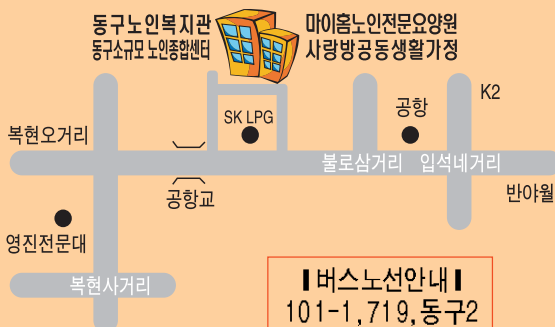 동구노인복지관
동구소규모 노인종합센터
마이홈노인전문요양원
사랑방공동생활가정
K2
SK LPG
공항
복현오거리
불로삼거리
입석네거리
공항교
반야월
영진전문대
복현사거리
버스노선안내
101-1,719,동구2